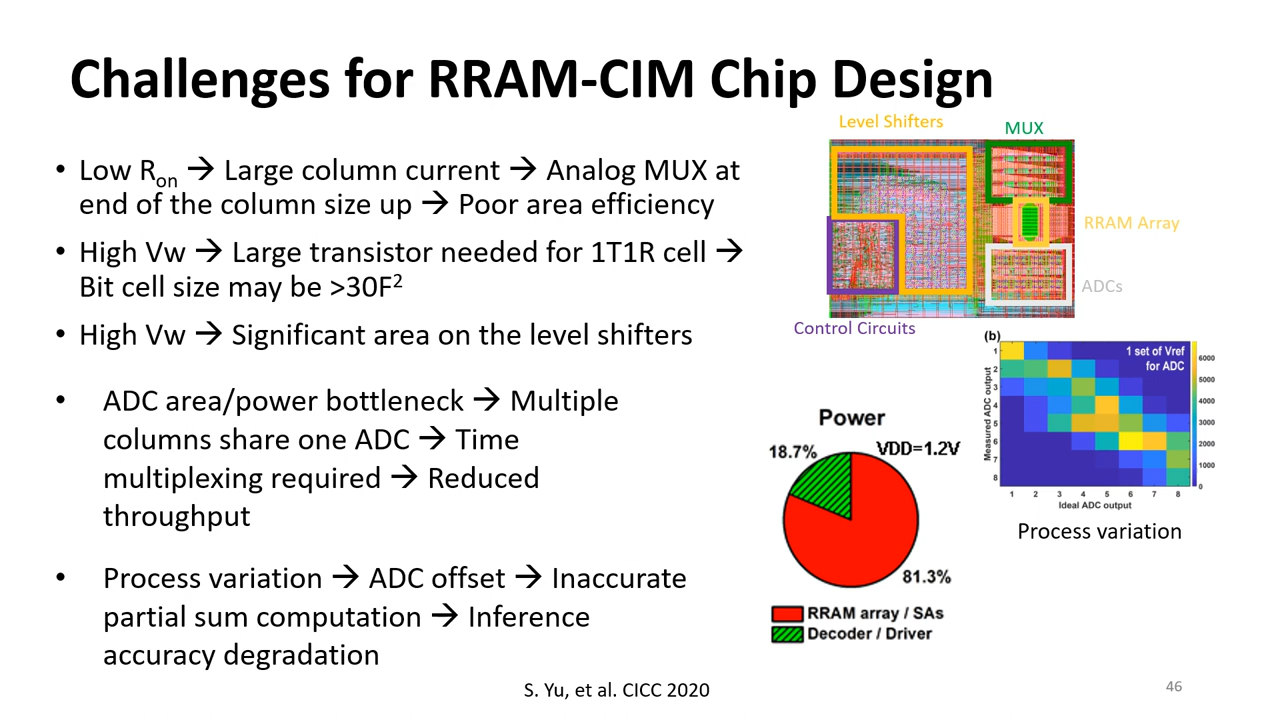 Challenges for RRAM-CIM Chip Design
• Low Ron → Large column current → Analog MUX at
end of the column size up → Poor area efficiency
• High Vw → Large transistor needed for 1T1R cell →
Bit cell size may be >30F²
• High Vw → Significant area on the level shifters
• ADC area/power bottleneck → Multiple
columns share one ADC → Time
multiplexing required → Reduced
throughput
• Process variation → ADC offset → Inaccurate
partial sum computation → Inference
accuracy degradation
Level Shifters
MUX
RRAM Array
ADCs
Control Circuits
(b)
1 set of Vref
for ADC
Measured ADC output
1
2
3
4
5
6
7
8
1 2 3 4 5 6 7 8
Ideal ADC output
6000
5000
4000
3000
2000
1000
0
Process variation
Power
VDD=1.2V
18.7%
81.3%
RRAM array / SAs
Decoder / Driver
S. Yu, et al. CICC 2020
46